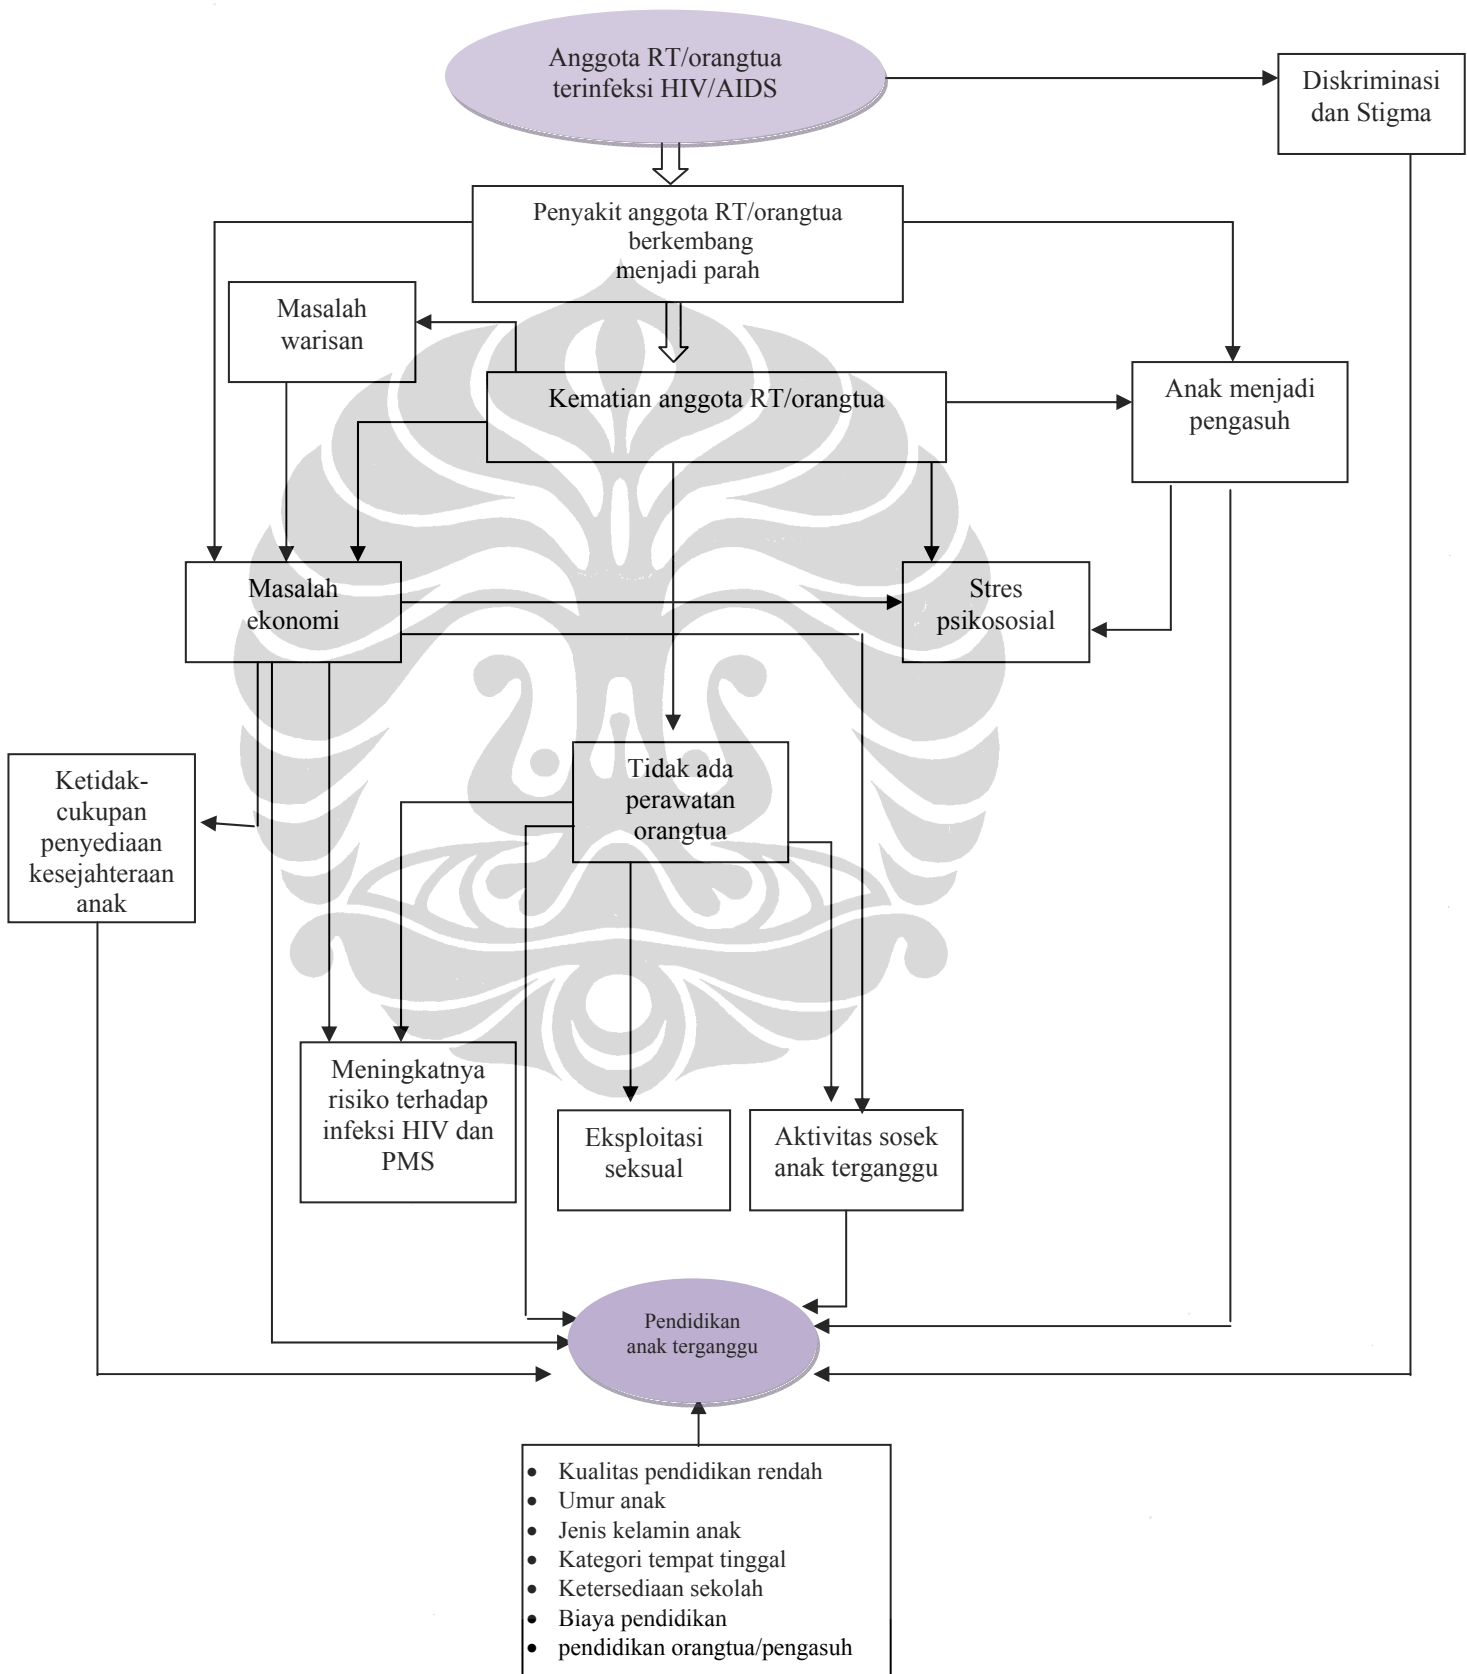 Anggota RT/orangtua
terinfeksi HIV/AIDS
Diskriminasi
dan Stigma
Penyakit anggota RT/orangtua
berkembang
menjadi parah
Masalah
warisan
Kematian anggota RT/orangtua
Anak menjadi
pengasuh
Masalah
ekonomi
Stres
psikososial
Ketidak-
cukupan
penyediaan
kesejahteraan
anak
Tidak ada
perawatan
orangtua
Meningkatnya
risiko terhadap
infeksi HIV dan
PMS
Eksploitasi
seksual
Aktivitas sosek
anak terganggu
Pendidikan
anak terganggu
• Kualitas pendidikan rendah
• Umur anak
• Jenis kelamin anak
• Kategori tempat tinggal
• Ketersediaan sekolah
• Biaya pendidikan
• pendidikan orangtua/pengasuh